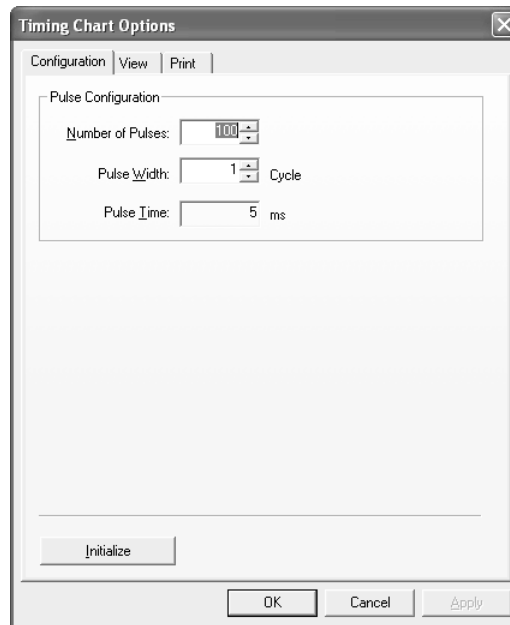 Timing Chart Options
Configuration View Print
Pulse Configuration
Number of Pulses: 100
Pulse Width: 1 Cycle
Pulse Time: 5 ms
Initialize
OK Cancel Apply